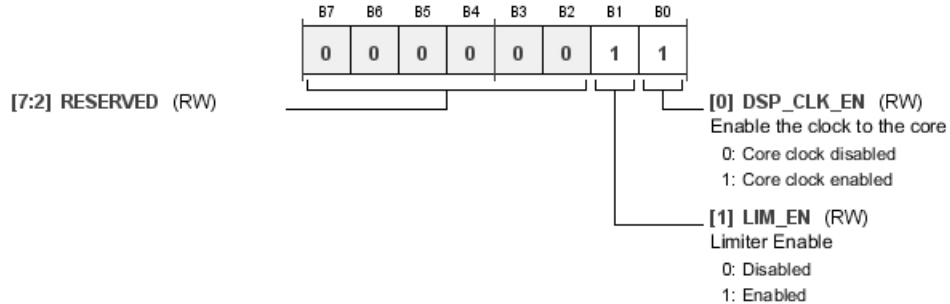 B7 B6 B5 B4 B3 B2 B1 B0
0 0 0 0 0 0 1 1
[7:2] RESERVED (RW)
[0] DSP_CLK_EN (RW)
Enable the clock to the core
0: Core clock disabled
1: Core clock enabled
[1] LIM_EN (RW)
Limiter Enable
0: Disabled
1: Enabled